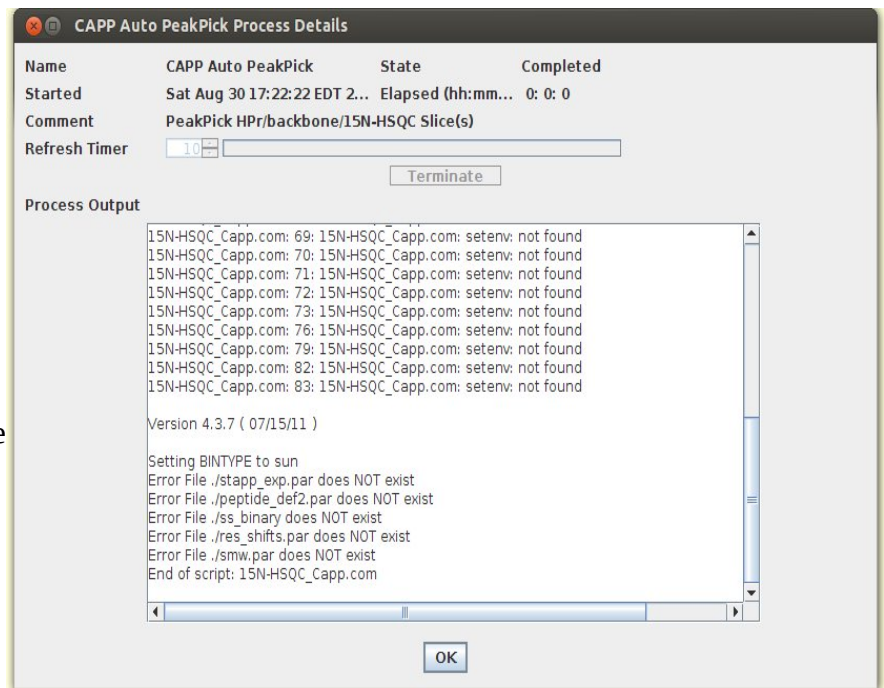 CAPP Auto PeakPick Process Details
Name CAPP Auto PeakPick State Completed
Started Sat Aug 30 17:22:22 EDT 2... Elapsed (hh:mm... 0: 0: 0
Comment PeakPick HPr/backbone/15N-HSQC Slice(s)
Refresh Timer 10
Terminate
Process Output
15N-HSQC_Capp.com: 69: 15N-HSQC_Capp.com: setenv: not found
15N-HSQC_Capp.com: 70: 15N-HSQC_Capp.com: setenv: not found
15N-HSQC_Capp.com: 71: 15N-HSQC_Capp.com: setenv: not found
15N-HSQC_Capp.com: 72: 15N-HSQC_Capp.com: setenv: not found
15N-HSQC_Capp.com: 73: 15N-HSQC_Capp.com: setenv: not found
15N-HSQC_Capp.com: 76: 15N-HSQC_Capp.com: setenv: not found
15N-HSQC_Capp.com: 79: 15N-HSQC_Capp.com: setenv: not found
15N-HSQC_Capp.com: 82: 15N-HSQC_Capp.com: setenv: not found
15N-HSQC_Capp.com: 83: 15N-HSQC_Capp.com: setenv: not found
Version 4.3.7 ( 07/15/11 )
e
Setting BINTYPE to sun
Error File ./stapp_exp.par does NOT exist
Error File ./peptide_def2.par does NOT exist
Error File ./ss_binary does NOT exist
Error File ./res_shifts.par does NOT exist
Error File ./smw.par does NOT exist
End of script: 15N-HSQC_Capp.com
OK